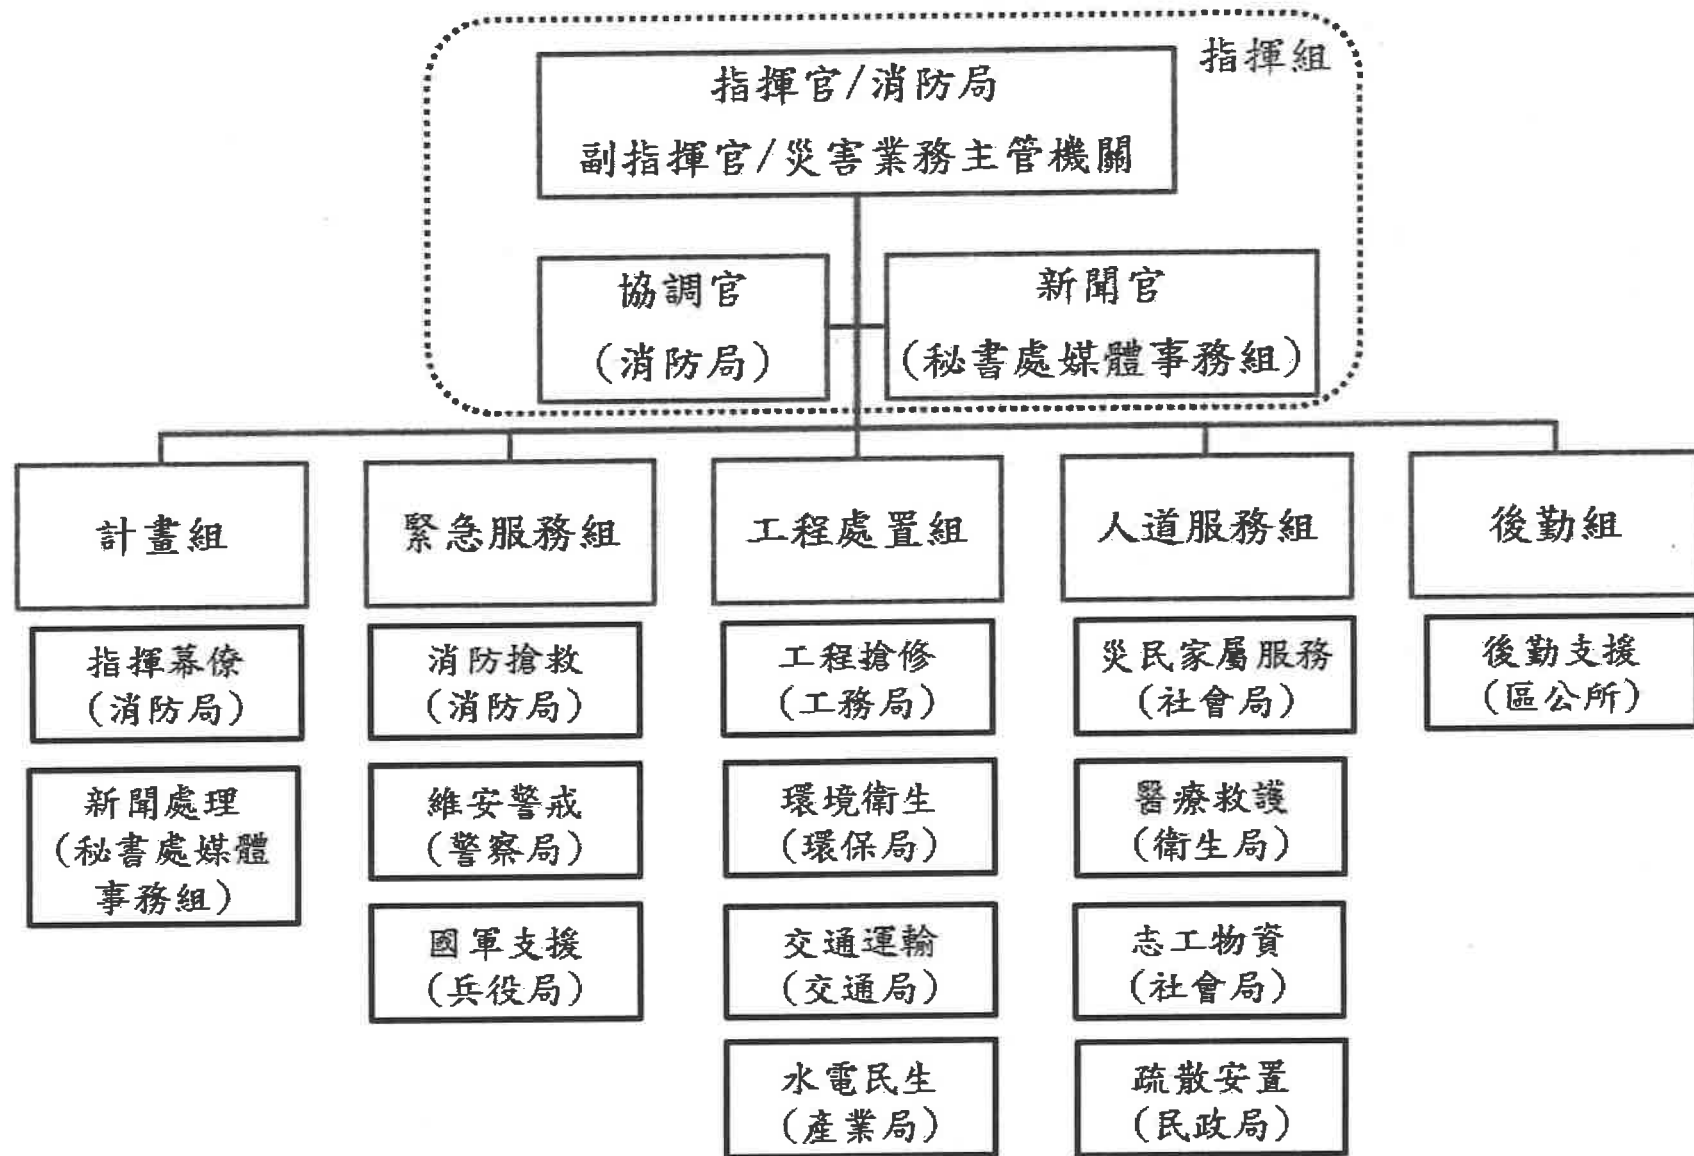 指揮組
指揮官/消防局
副指揮官/災害業務主管機關
協調官
(消防局)
新聞官
(秘書處媒體事務組)
計畫組
緊急服務組
工程處置組
人道服務組
後勤組
指揮幕僚
(消防局)
新聞處理
(秘書處媒體
事務組)
消防搶救
(消防局)
維安警戒
(警察局)
國軍支援
(兵役局)
工程搶修
(工務局)
環境衛生
(環保局)
交通運輸
(交通局)
水電民生
(產業局)
災民家屬服務
(社會局)
醫療救護
(衛生局)
志工物資
(社會局)
疏散安置
(民政局)
後勤支援
(區公所)